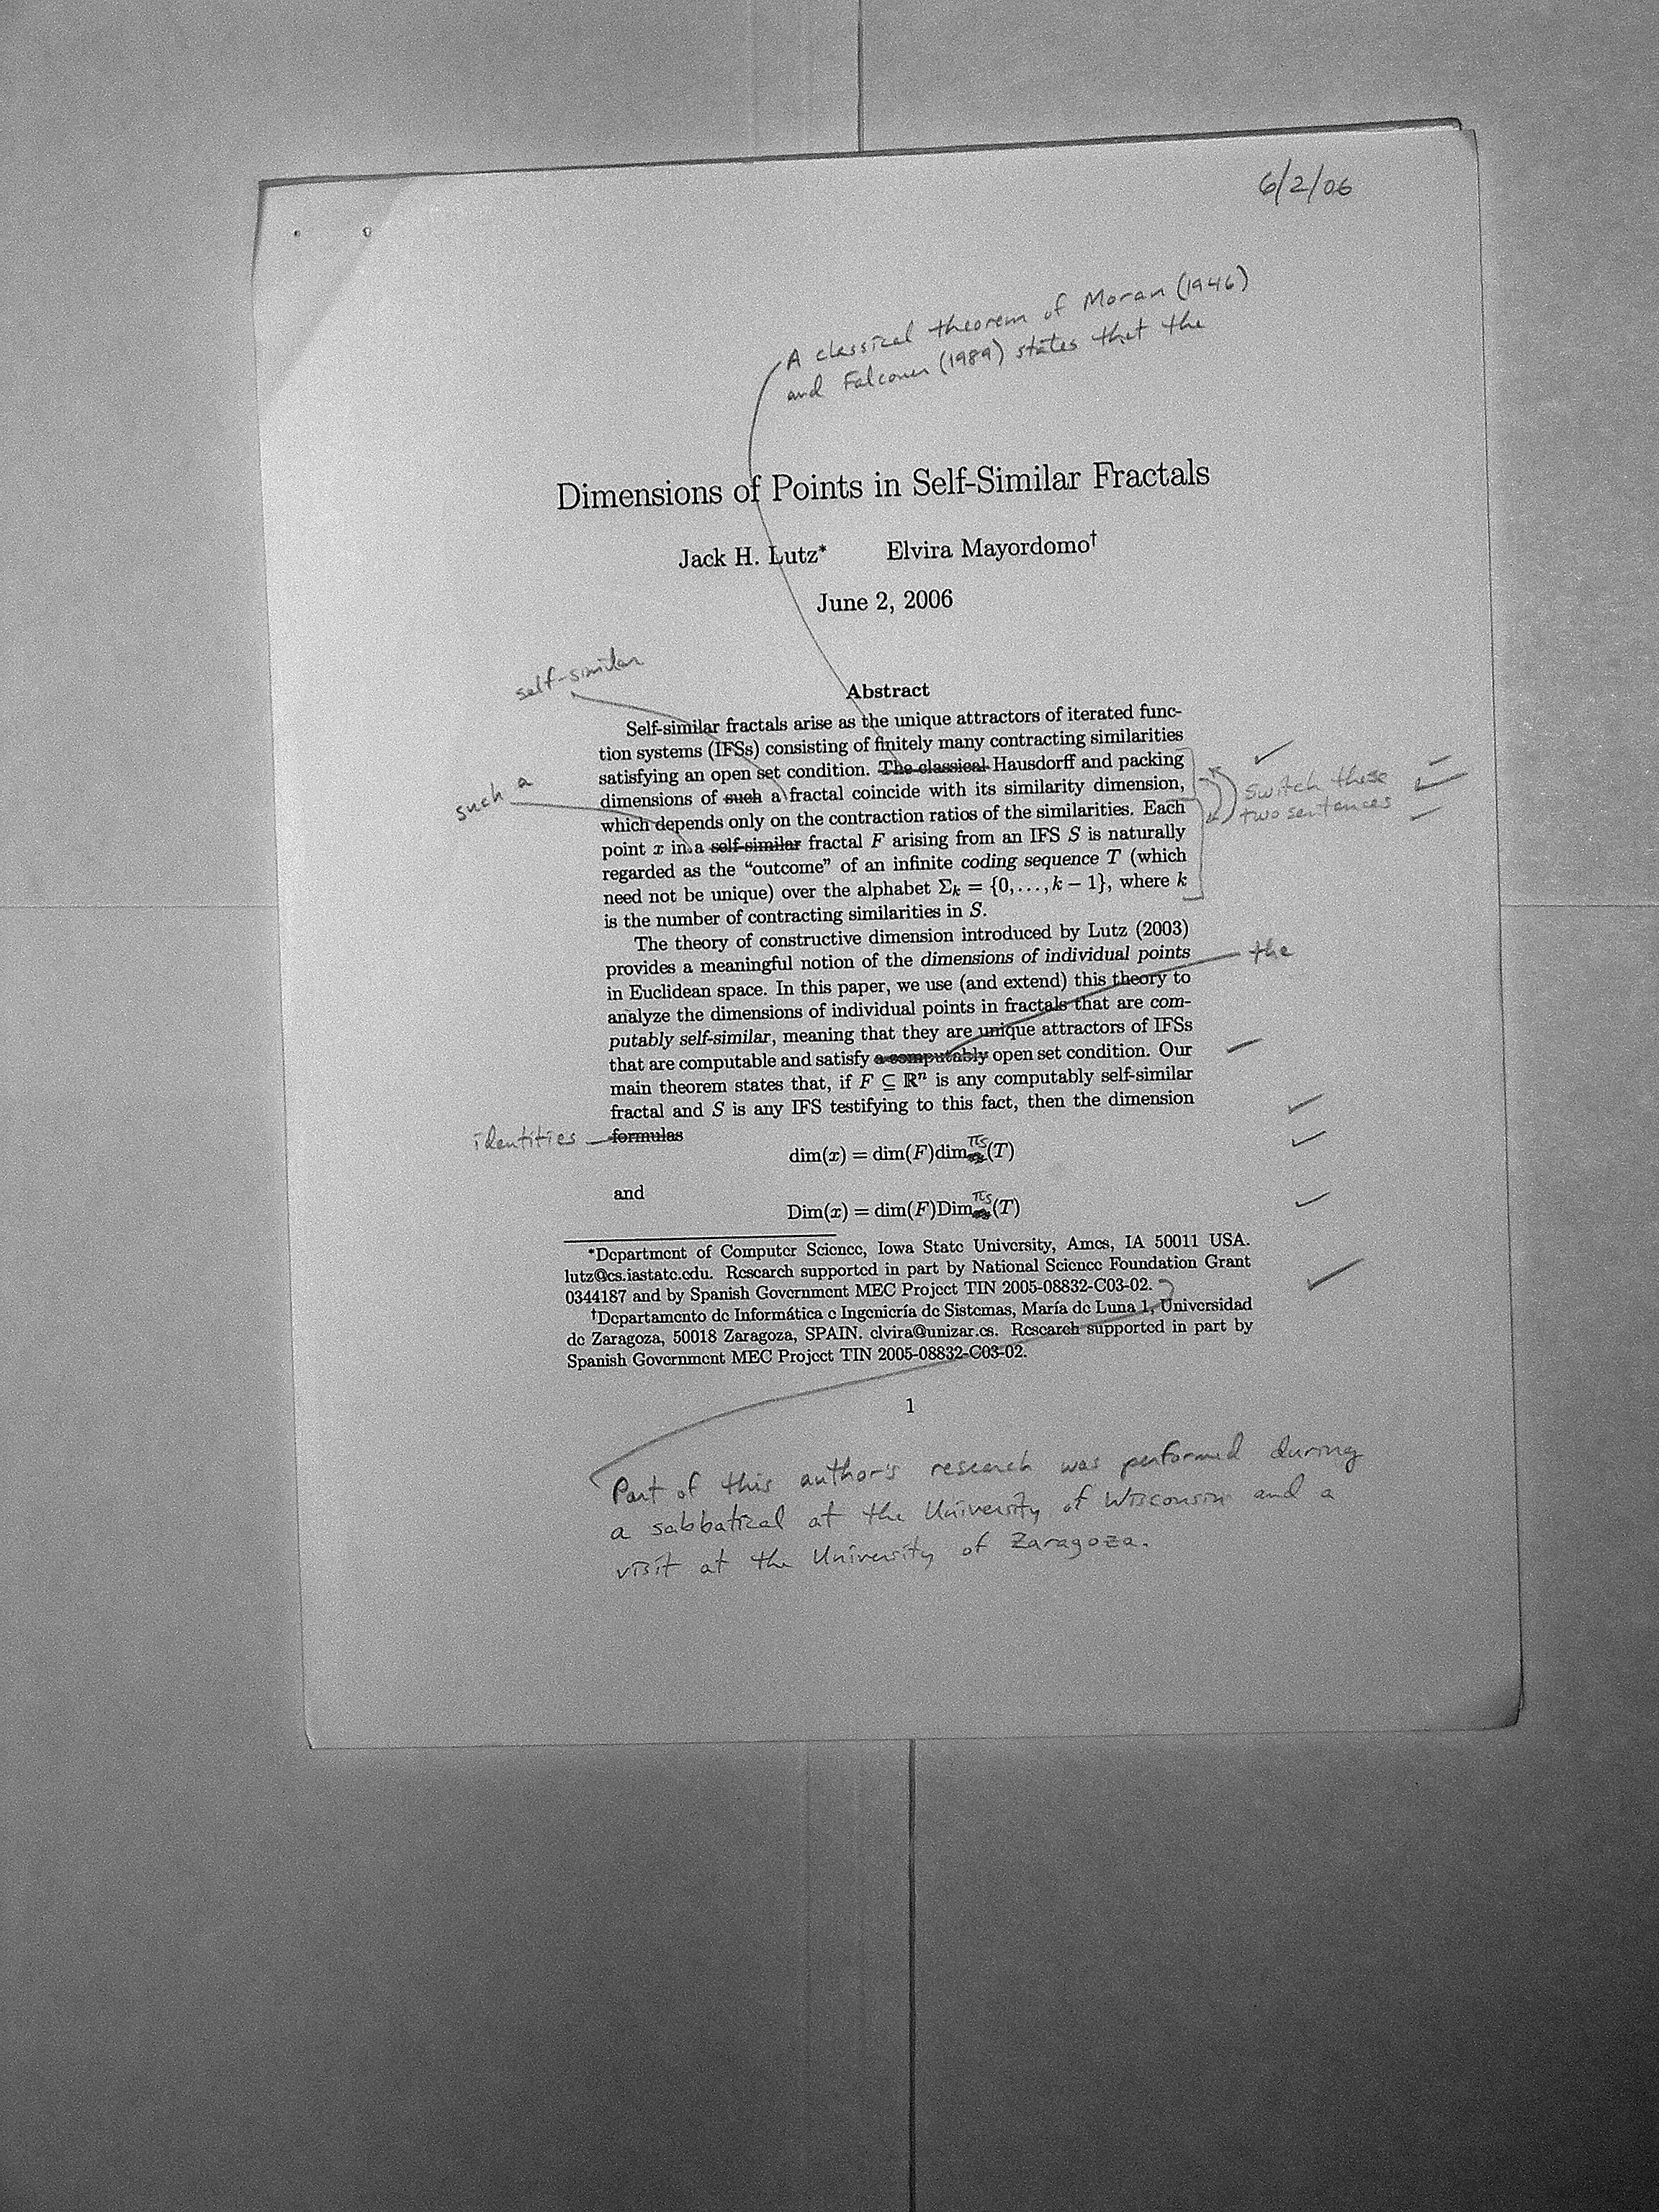 6/2/06
A classical theorem of Moran (1946)
and Falconer (1989) states that the
Dimensions of Points in Self-Similar Fractals
Jack H. Lutz* Elvira Mayordomo†
June 2, 2006
self-similar
Abstract
Self-similar fractals arise as the unique attractors of iterated func-
tion systems (IFSs) consisting of finitely many contracting similarities
satisfying an open set condition. The classical Hausdorff and packing
such a
dimensions of such a fractal coincide with its similarity dimension,
switch these
two sentences
which depends only on the contraction ratios of the similarities. Each
point x in a self-similar fractal F arising from an IFS S is naturally
regarded as the “outcome” of an infinite coding sequence T (which
need not be unique) over the alphabet Σk = {0, . . . , k − 1}, where k
is the number of contracting similarities in S.
The theory of constructive dimension introduced by Lutz (2003)
provides a meaningful notion of the dimensions of individual points
the
in Euclidean space. In this paper, we use (and extend) this theory to
analyze the dimensions of individual points in fractals that are com-
putably self-similar, meaning that they are unique attractors of IFSs
that are computable and satisfy a computably open set condition. Our
main theorem states that, if F ⊆ ℝⁿ is any computably self-similar
fractal and S is any IFS testifying to this fact, then the dimension
identities formulas
dim(x) = dim(F)dim^πS(T)
and
Dim(x) = dim(F)Dim^πS(T)
*Department of Computer Science, Iowa State University, Ames, IA 50011 USA.
lutz@cs.iastate.edu. Research supported in part by National Science Foundation Grant
0344187 and by Spanish Government MEC Project TIN 2005-08832-C03-02.
†Departamento de Informática e Ingeniería de Sistemas, María de Luna 1, Universidad
de Zaragoza, 50018 Zaragoza, SPAIN. elvira@unizar.es. Research supported in part by
Spanish Government MEC Project TIN 2005-08832-C03-02.
1
Part of this author's research was performed during
a sabbatical at the University of Wisconsin and a
visit at the University of Zaragoza.